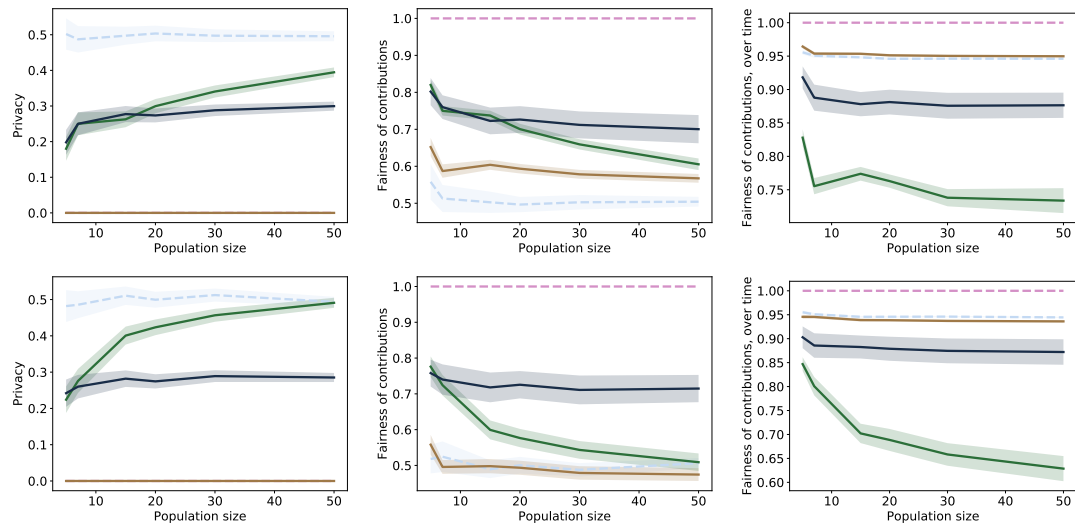 Privacy
0.5
0.4
0.3
0.2
0.1
0.0
10 20 30 40 50
Population size
Fairness of contributions
1.0
0.9
0.8
0.7
0.6
0.5
10 20 30 40 50
Population size
Fairness of contributions, over time
1.00
0.95
0.90
0.85
0.80
0.75
10 20 30 40 50
Population size
Privacy
0.5
0.4
0.3
0.2
0.1
0.0
10 20 30 40 50
Population size
Fairness of contributions
1.0
0.9
0.8
0.7
0.6
0.5
10 20 30 40 50
Population size
Fairness of contributions, over time
1.00
0.95
0.90
0.85
0.80
0.75
0.70
0.65
0.60
10 20 30 40 50
Population size